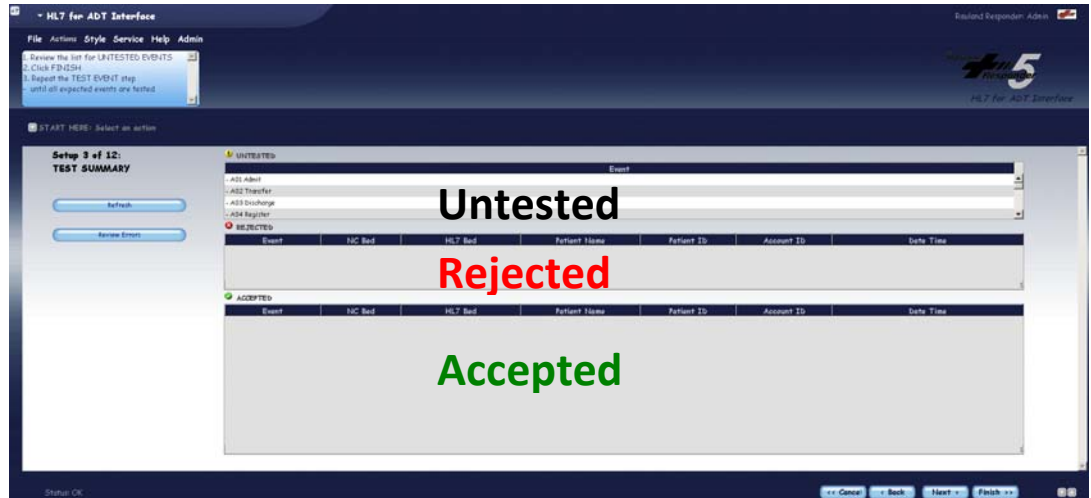 HL7 for ADT Interface
Rauland Responder: Admin
File Actions Style Service Help Admin
1. Review the list for UNTESTED EVENTS
2. Click FINISH
3. Repeat the TEST EVENT step
- until all expected events are tested
Responder 5
HL7 for ADT Interface
START HERE: Select an action
Setup 3 of 12:
TEST SUMMARY
Refresh
Review Errors
UNTESTED
Event
- A01 Admit
- A02 Transfer
- A03 Discharge
- A04 Register
Untested
REJECTED
Event NC Bed HL7 Bed Patient Name Patient ID Account ID Date Time
Rejected
ACCEPTED
Event NC Bed HL7 Bed Patient Name Patient ID Account ID Date Time
Accepted
Status: OK
<< Cancel < Back Next > Finish >>